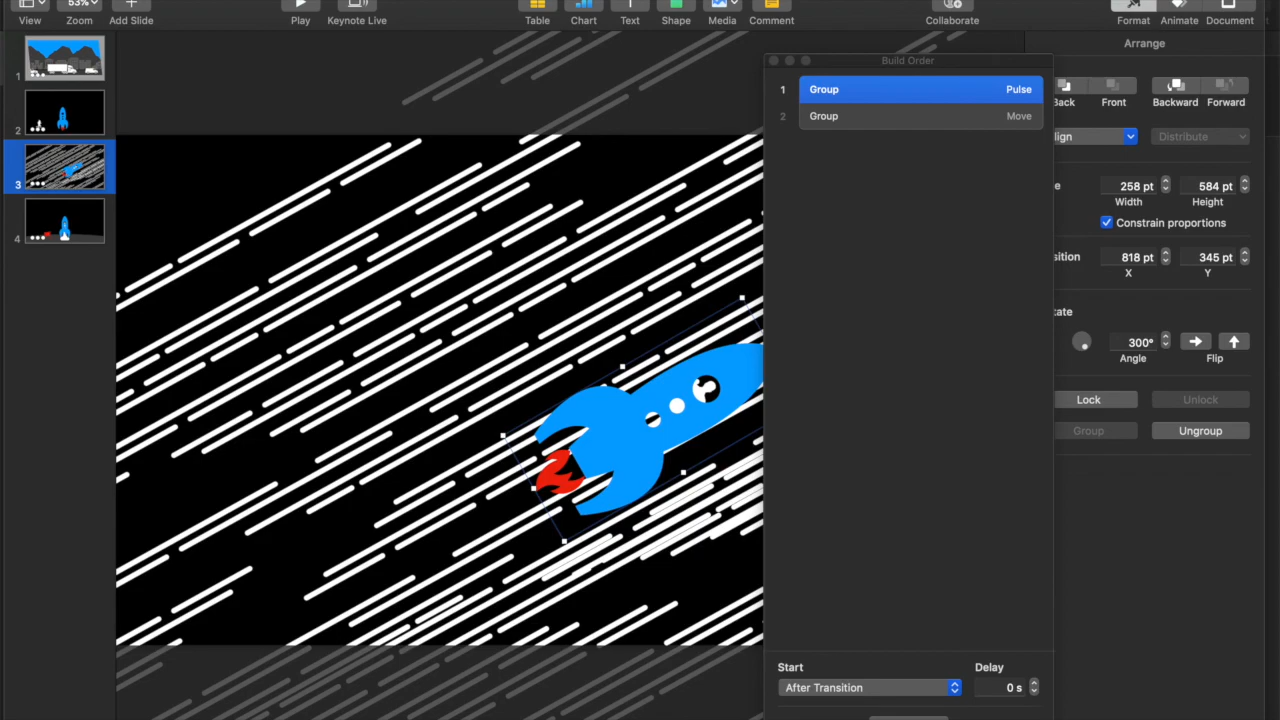 53%
View
Zoom
Add Slide
Play
Keynote Live
Table
Chart
Text
Shape
Media
Comment
Collaborate
Format
Animate
Document
1
2
3
4
Build Order
1 Group Pulse
2 Group Move
Start
Delay
After Transition
0 s
Arrange
Back
Front
Backward
Forward
lign
Distribute
e
258 pt
584 pt
Width
Height
Constrain proportions
sition
818 pt
345 pt
X
Y
tate
300°
Angle
Flip
Lock
Unlock
Group
Ungroup